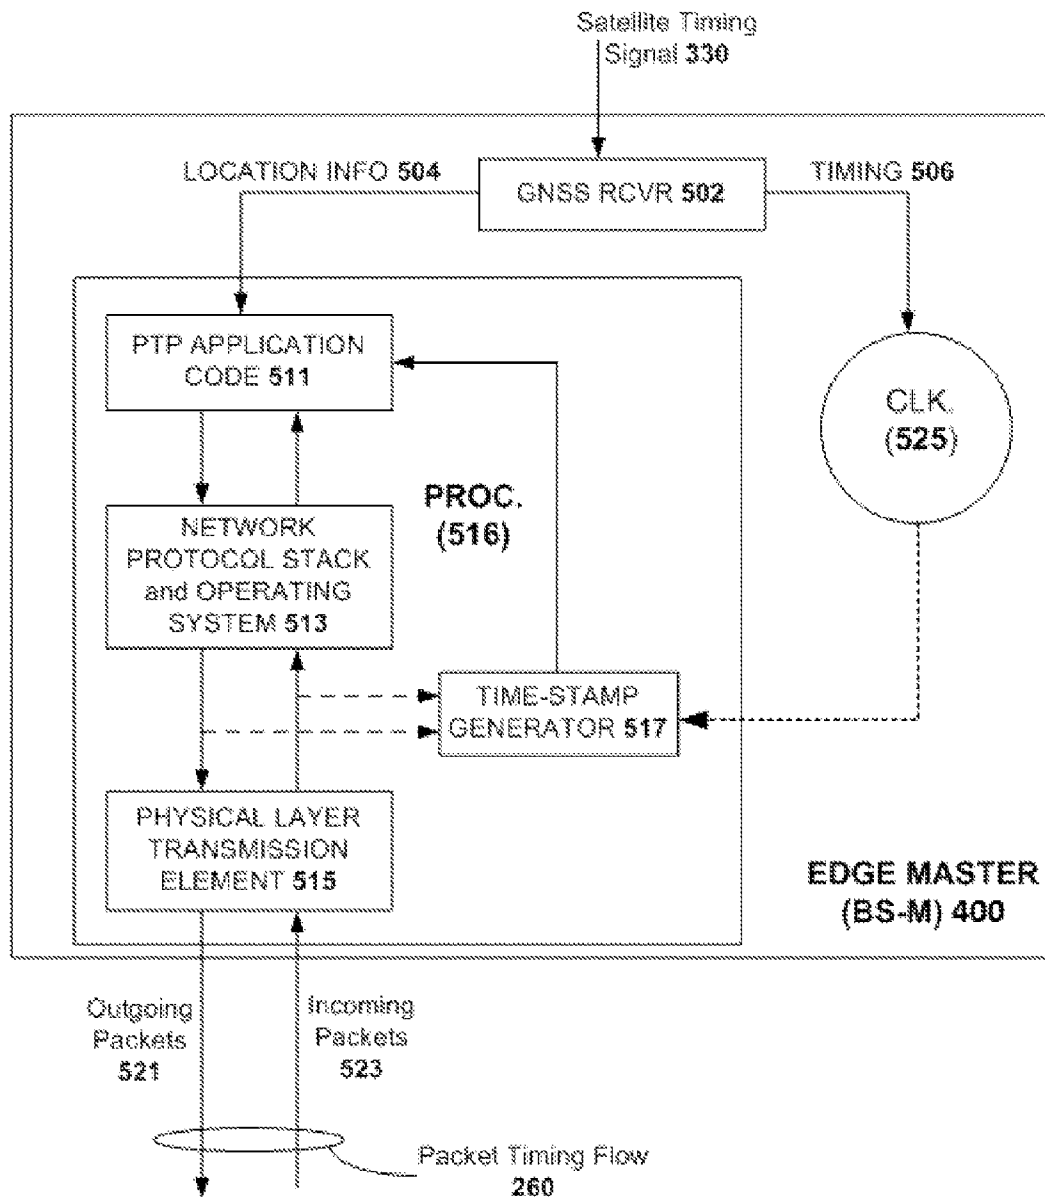 Satellite Timing
Signal 330
LOCATION INFO 504
GNSS RCVR 502
TIMING 506
PTP APPLICATION
CODE 511
CLK.
(525)
PROC.
(516)
NETWORK
PROTOCOL STACK
and OPERATING
SYSTEM 513
TIME-STAMP
GENERATOR 517
PHYSICAL LAYER
TRANSMISSION
ELEMENT 515
EDGE MASTER
(BS-M) 400
Outgoing
Packets
521
Incoming
Packets
523
Packet Timing Flow
260